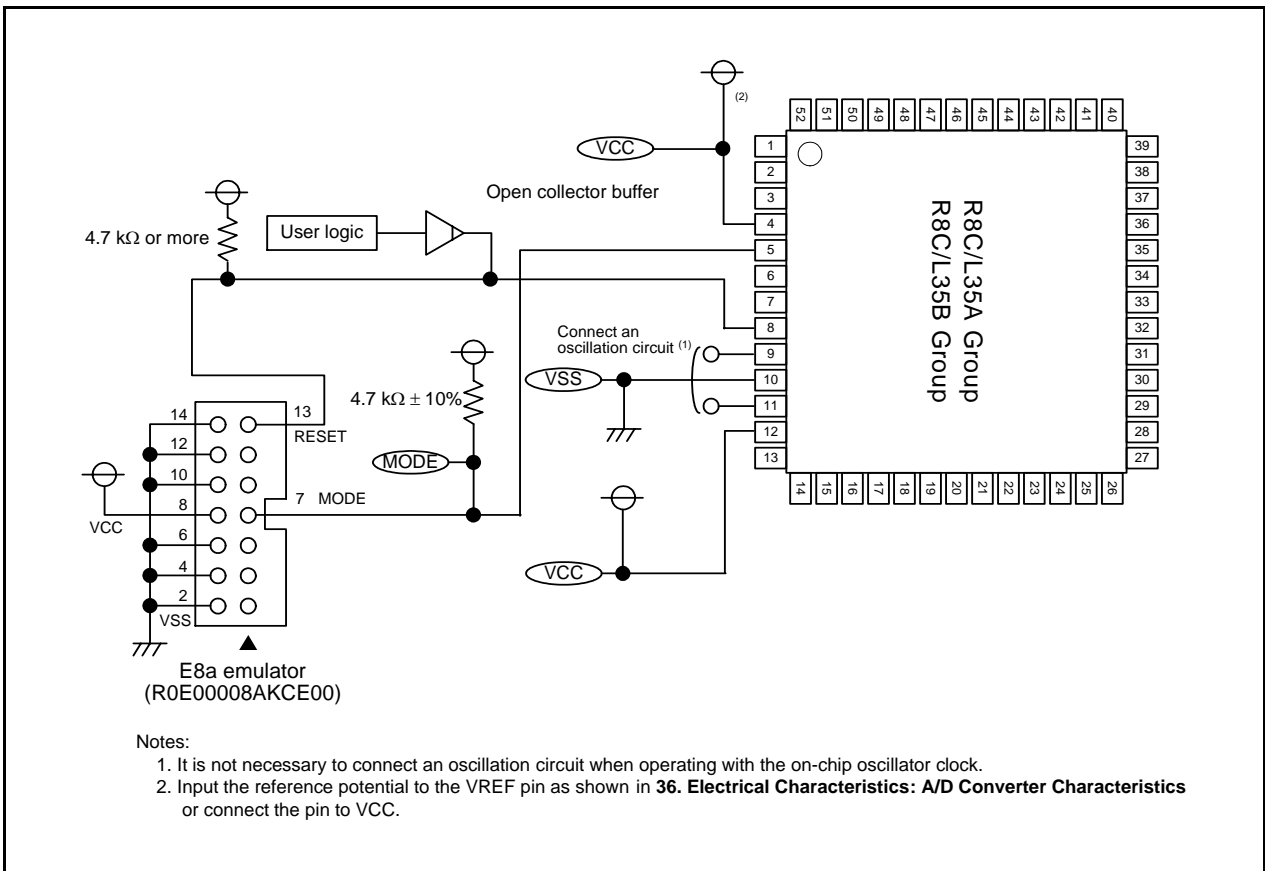 (2)
52 51 50 49 48 47 46 45 44 43 42 41 40
VCC
1
2
3
4
5
6
7
8
9
10
11
12
13
39
38
37
36
35
34
33
32
31
30
29
28
27
R8C/L35A Group
R8C/L35B Group
14 15 16 17 18 19 20 21 22 23 24 25 26
Open collector buffer
User logic
4.7 kΩ or more
Connect an
oscillation circuit (1)
VSS
4.7 kΩ ± 10%
MODE
VCC
14
13
RESET
12
10
8
7 MODE
VCC
6
4
2
VSS
E8a emulator
(R0E00008AKCE00)
Notes:
1. It is not necessary to connect an oscillation circuit when operating with the on-chip oscillator clock.
2. Input the reference potential to the VREF pin as shown in 36. Electrical Characteristics: A/D Converter Characteristics
or connect the pin to VCC.